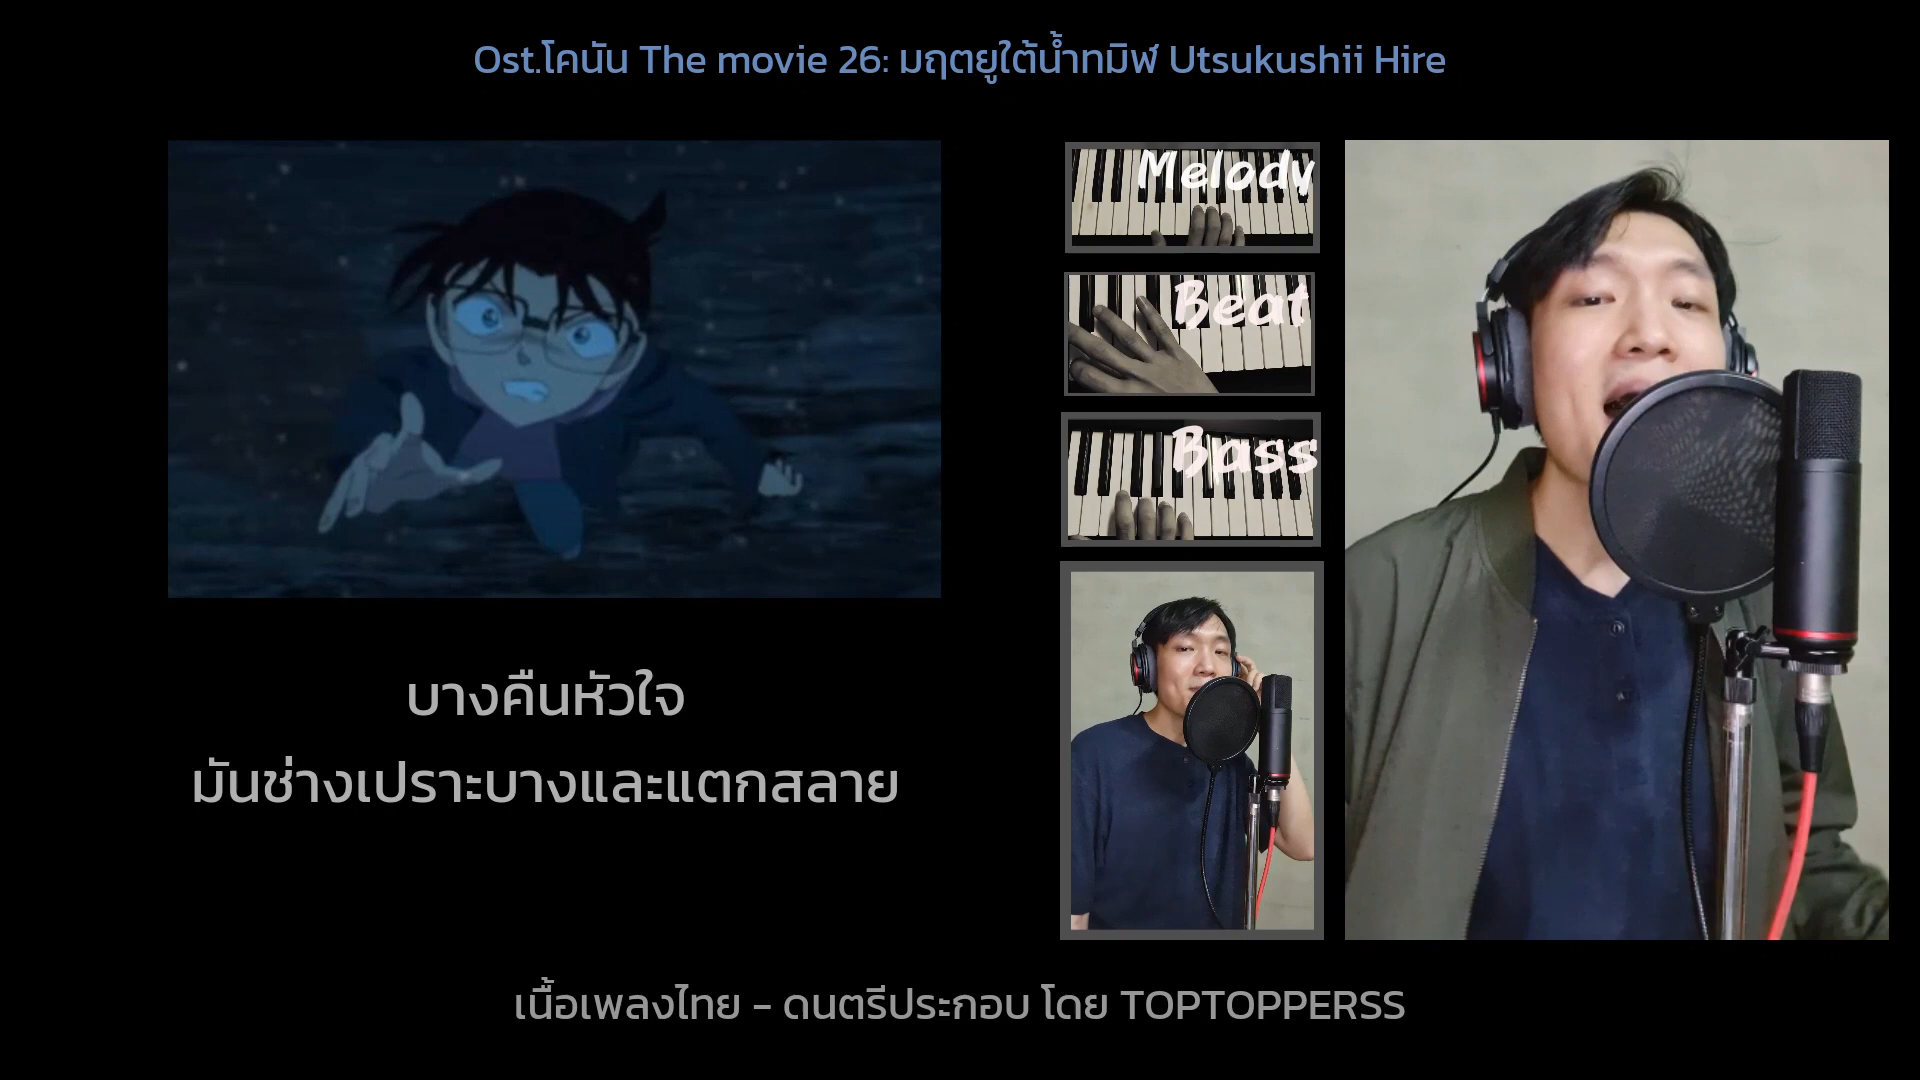 Ost.โคนัน The movie 26: มฤตยูใต้น้ำทมิฬ Utsukushii Hire
Melody
Beat
Bass
บางคืนหัวใจ
มันช่างเปราะบางและแตกสลาย
เนื้อเพลงไทย - ดนตรีประกอบ โดย TOPTOPPERSS